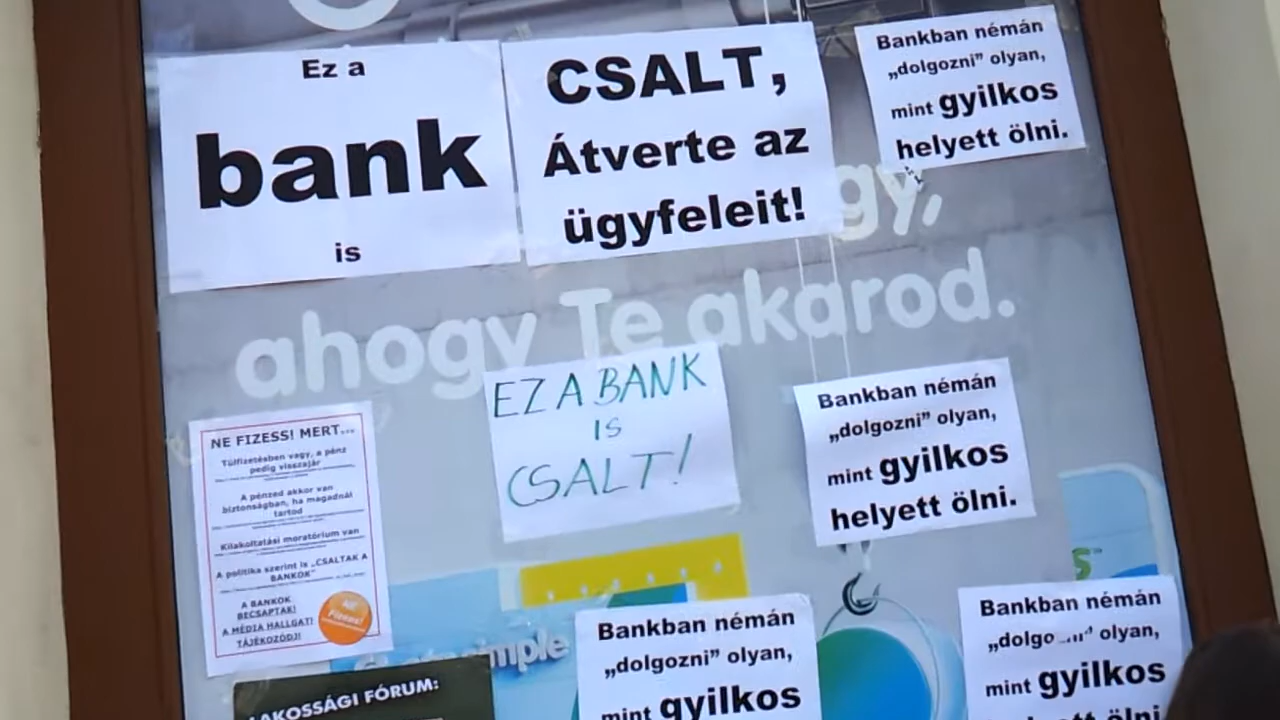 Ez a
bank
is
CSALT,
Átverte az
ügyfeleit!
Bankban némán
„dolgozni” olyan,
mint gyilkos
helyett ölni.
gy,
ahogy Te akarod.
NE FIZESS! MERT...
Túlfizetésben vagy, a pénz
pedig visszajár
A pénzed akkor van
biztonságban, ha magadnál
tartod
Kilakoltatási moratórium van
A politika szerint is „CSALTAK A
BANKOK”
A BANKOK
BECSAPTAK!
A MÉDIA HALLGAT!
TÁJÉKOZÓDJ!
Ne
Fizess!
EZ A BANK
IS
CSALT!
Bankban némán
„dolgozni” olyan,
mint gyilkos
helyett ölni.
LAKOSSÁGI FÓRUM:
Bankban némán
„dolgozni” olyan,
mint gyilkos
Bankban némán
olyan,
mint gyilkos
helyett ölni.